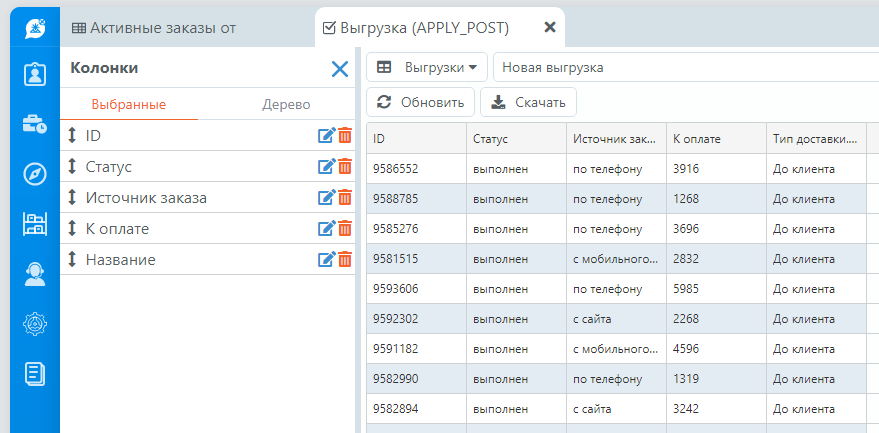 Активные заказы от
Выгрузка (APPLY_POST)
Колонки
Выбранные Дерево
ID
Статус
Источник заказа
К оплате
Название
Выгрузки Новая выгрузка
Обновить Скачать
ID Статус Источник зак... К оплате Тип доставки....
9586552 выполнен по телефону 3916 До клиента
9588785 выполнен по телефону 1268 До клиента
9585276 выполнен по телефону 3696 До клиента
9581515 выполнен с мобильного... 2832 До клиента
9593606 выполнен по телефону 5985 До клиента
9592302 выполнен с сайта 2268 До клиента
9591182 выполнен с мобильного... 4596 До клиента
9582990 выполнен по телефону 1319 До клиента
9582894 выполнен с сайта 3242 До клиента